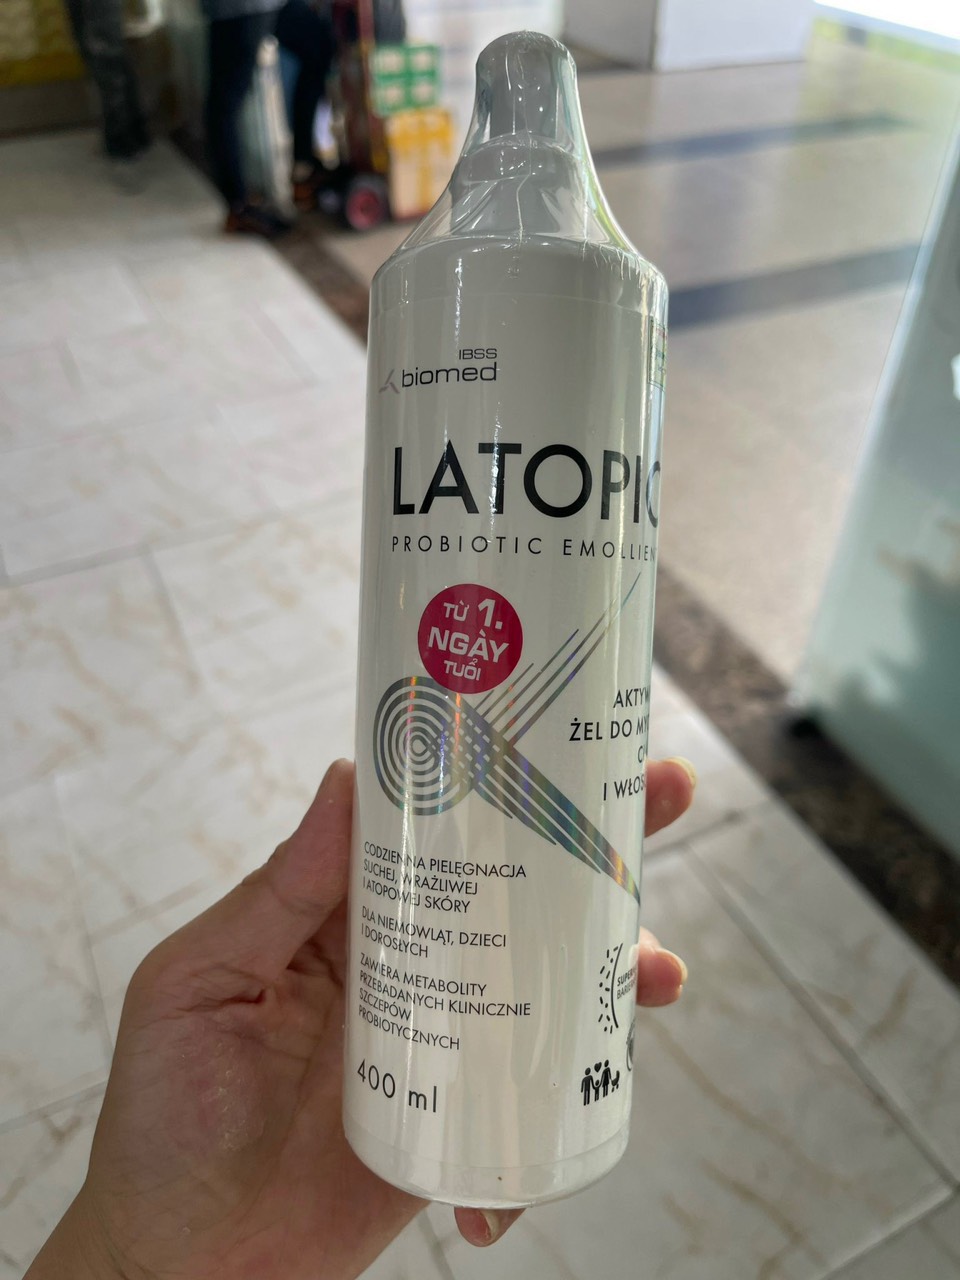 IBSS
biomed
LATOPIC
PROBIOTIC EMOLLIEN
TỪ 1.
NGÀY
TUỔI
AKTYW
ŻEL DO MYC
I WŁOS
CODZIENNA PIELĘGNACJA
SUCHEJ, WRAŻLIWEJ
I ATOPOWEJ SKÓRY
DLA NIEMOWLĄT, DZIECI
I DOROSŁYCH
ZAWIERA METABOLITY
PRZEBADANYCH KLINICZNIE
SZCZEPÓW
PROBIOTYCZNYCH
400 ml